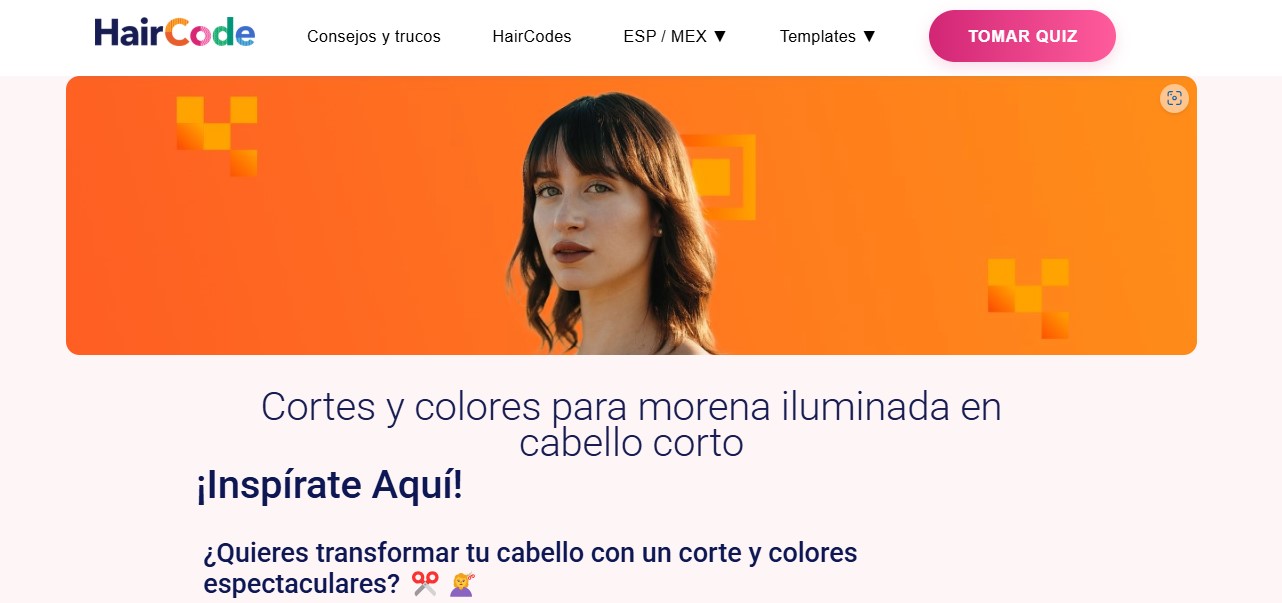 HairCode
Consejos y trucos
HairCodes
ESP / MEX ▼
Templates ▼
TOMAR QUIZ
Cortes y colores para morena iluminada en
cabello corto
¡Inspírate Aquí!
¿Quieres transformar tu cabello con un corte y colores
espectaculares? ✂️ 💇‍♀️